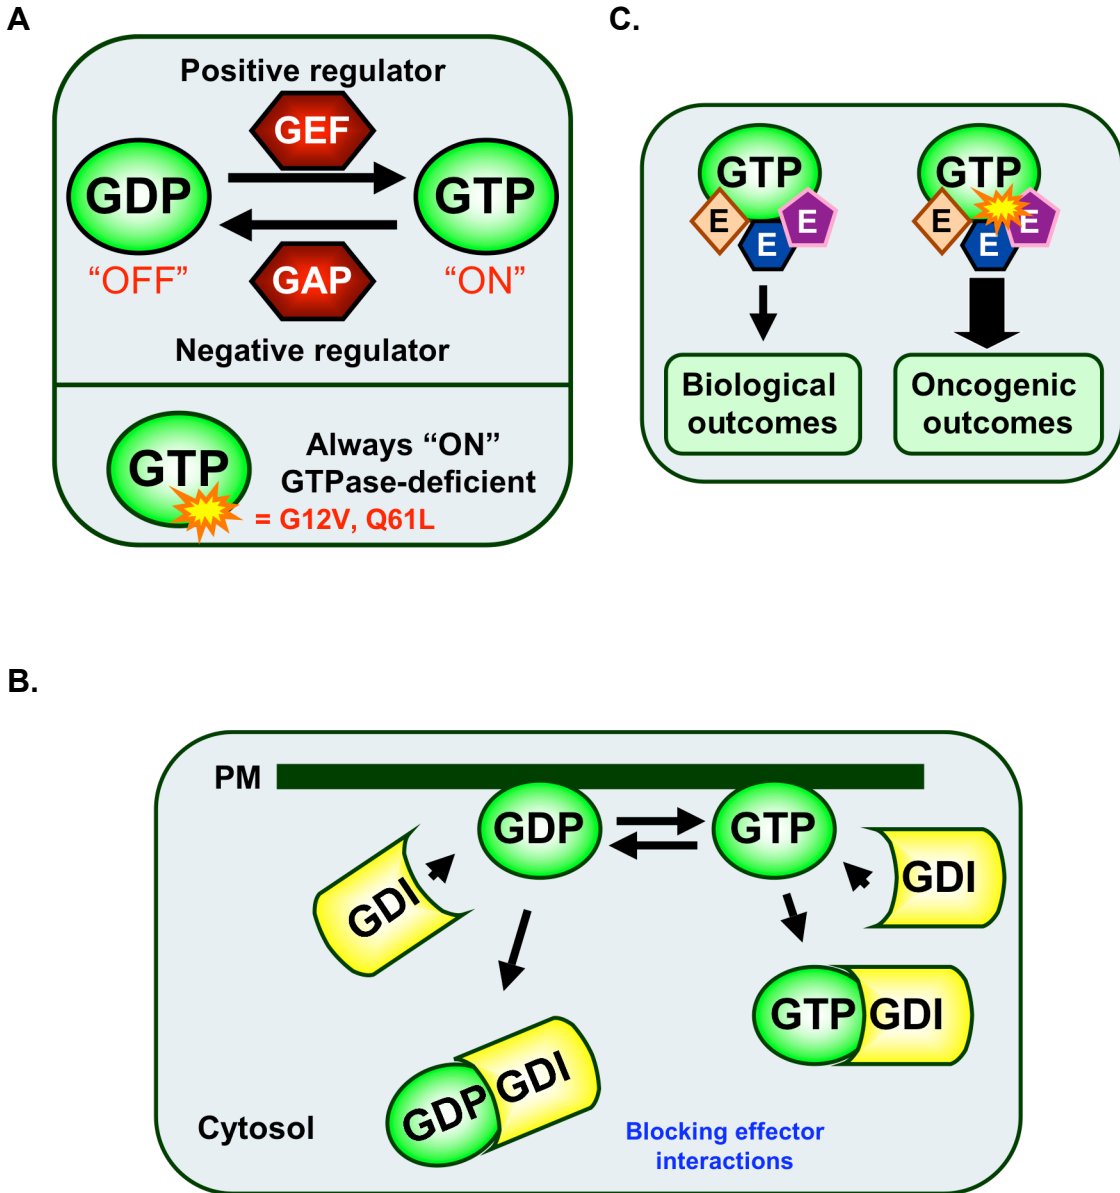 A
Positive regulator
GEF
GDP
GTP
“OFF”
GAP
“ON”
Negative regulator
GTP
Always “ON”
GTPase-deficient
= G12V, Q61L
C.
GTP
E
E
E
GTP
E
E
E
Biological
outcomes
Oncogenic
outcomes
B.
PM
GDP
GTP
GDI
GDI
GTP
GDI
GDP
GDI
Cytosol
Blocking effector
interactions